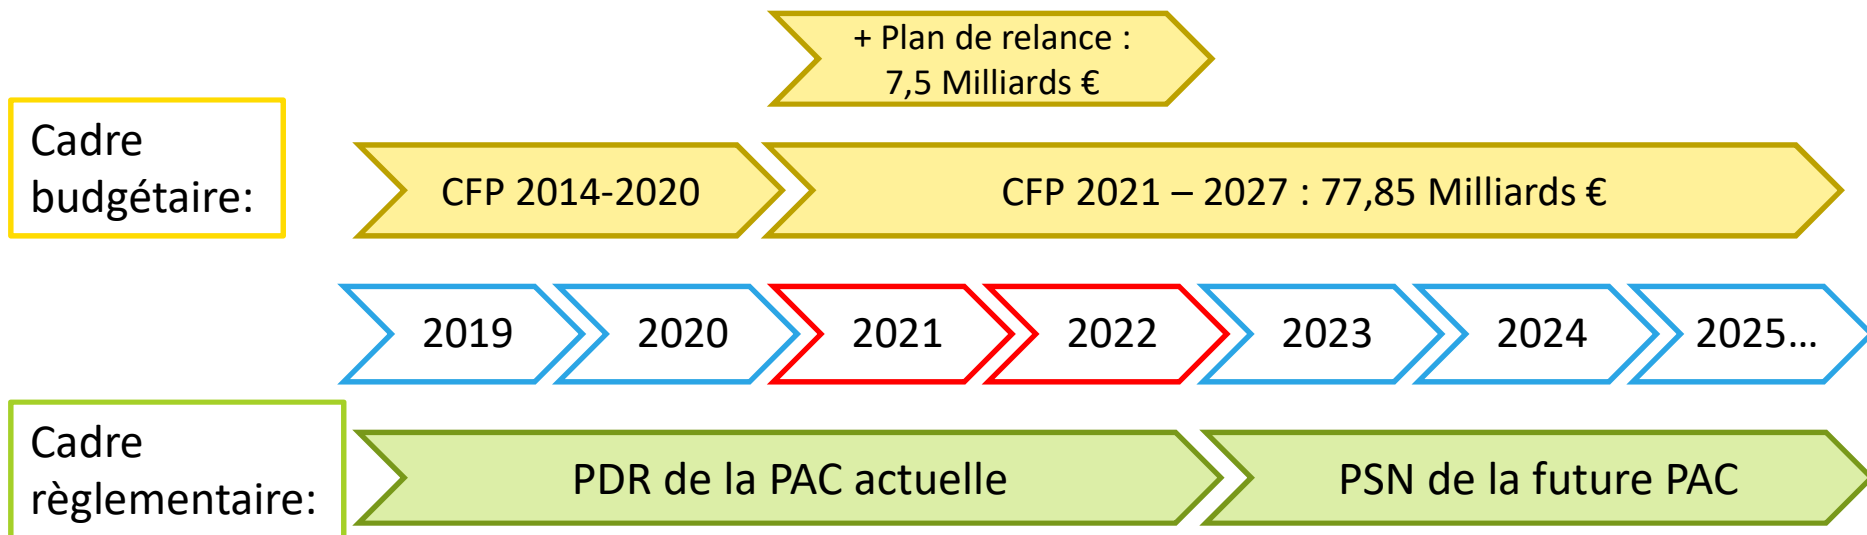 + Plan de relance :
7,5 Milliards €
Cadre
budgétaire:
CFP 2014-2020
CFP 2021 – 2027 : 77,85 Milliards €
2019
2020
2021
2022
2023
2024
2025...
Cadre
règlementaire:
PDR de la PAC actuelle
PSN de la future PAC